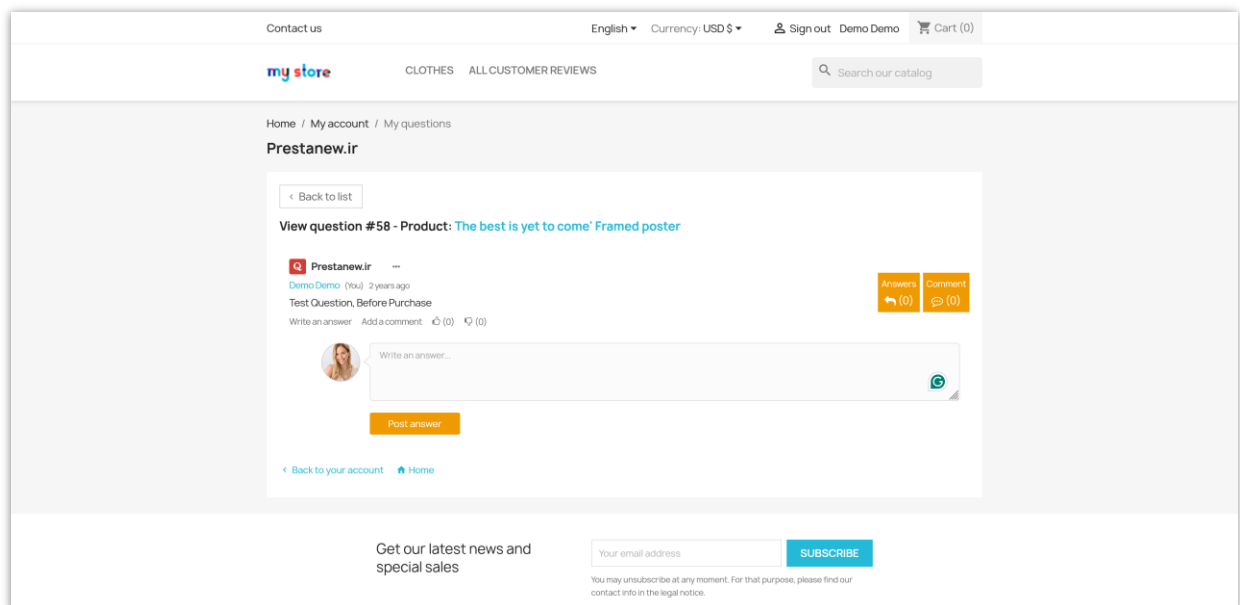 Contact us
English Currency: USD $ Sign out Demo Demo Cart (0)
my store CLOTHES ALL CUSTOMER REVIEWS Search our catalog
Home / My account / My questions
Prestanew.ir
< Back to list
View question #58 - Product: The best is yet to come' Framed poster
Q Prestanew.ir ...
Demo Demo (You) 2 years ago
Answers Comment
(0) (0)
Test Question, Before Purchase
Write an answer Add a comment (0) (0)
Write an answer...
Post answer
< Back to your account Home
Get our latest news and
special sales
Your email address SUBSCRIBE
You may unsubscribe at any moment. For that purpose, please find our
contact info in the legal notice.